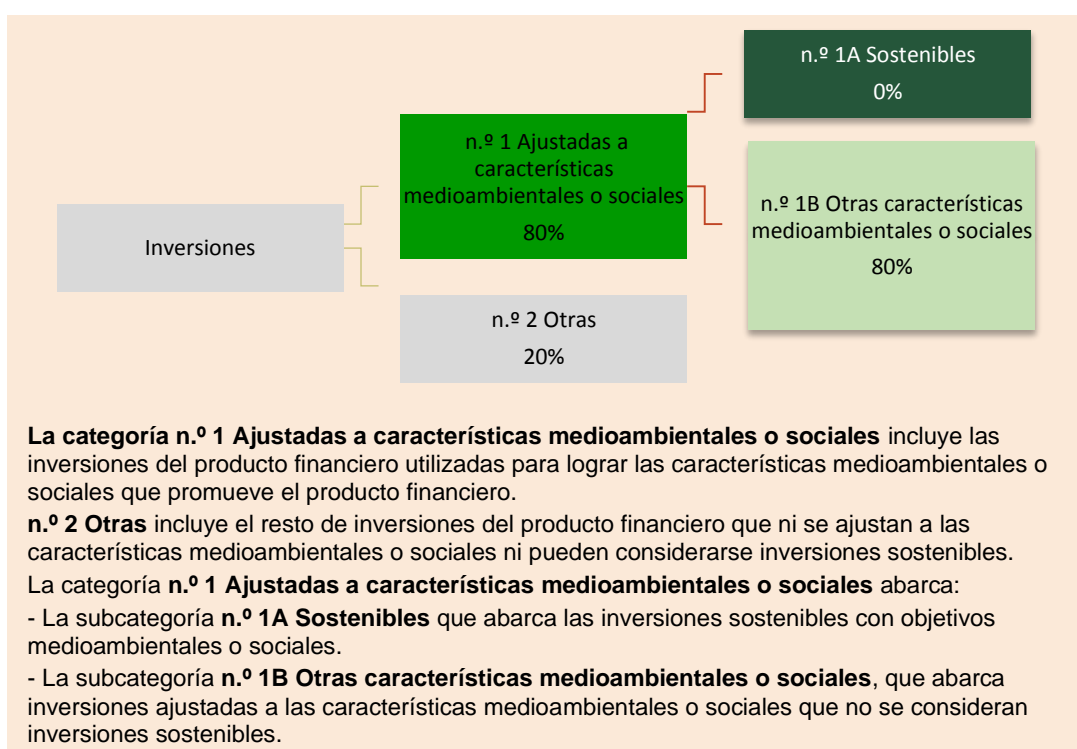 n.º 1A Sostenibles
0%
n.º 1 Ajustadas a
características
medioambientales o sociales
80%
n.º 1B Otras características
medioambientales o sociales
80%
Inversiones
n.º 2 Otras
20%
La categoría n.º 1 Ajustadas a características medioambientales o sociales incluye las
inversiones del producto financiero utilizadas para lograr las características medioambientales o
sociales que promueve el producto financiero.
n.º 2 Otras incluye el resto de inversiones del producto financiero que ni se ajustan a las
características medioambientales o sociales ni pueden considerarse inversiones sostenibles.
La categoría n.º 1 Ajustadas a características medioambientales o sociales abarca:
- La subcategoría n.º 1A Sostenibles que abarca las inversiones sostenibles con objetivos
medioambientales o sociales.
- La subcategoría n.º 1B Otras características medioambientales o sociales, que abarca
inversiones ajustadas a las características medioambientales o sociales que no se consideran
inversiones sostenibles.